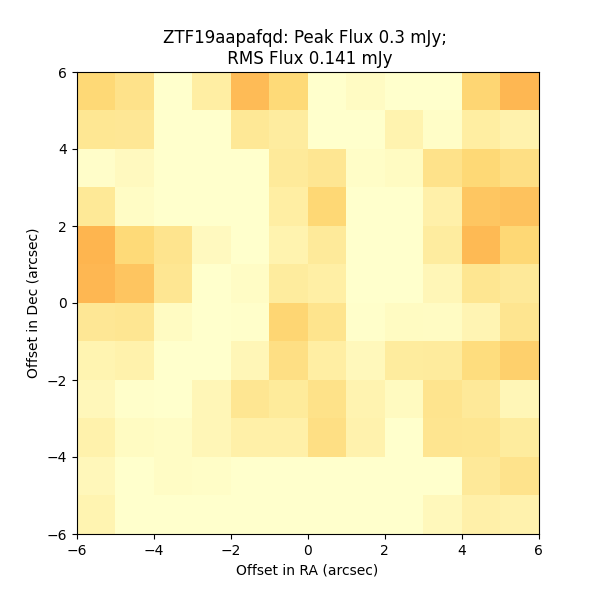 ZTF19aapafqd: Peak Flux 0.3 mJy;
RMS Flux 0.141 mJy
6
4
2
0
−2
−4
−6
Offset in Dec (arcsec)
−6 −4 −2 0 2 4 6
Offset in RA (arcsec)